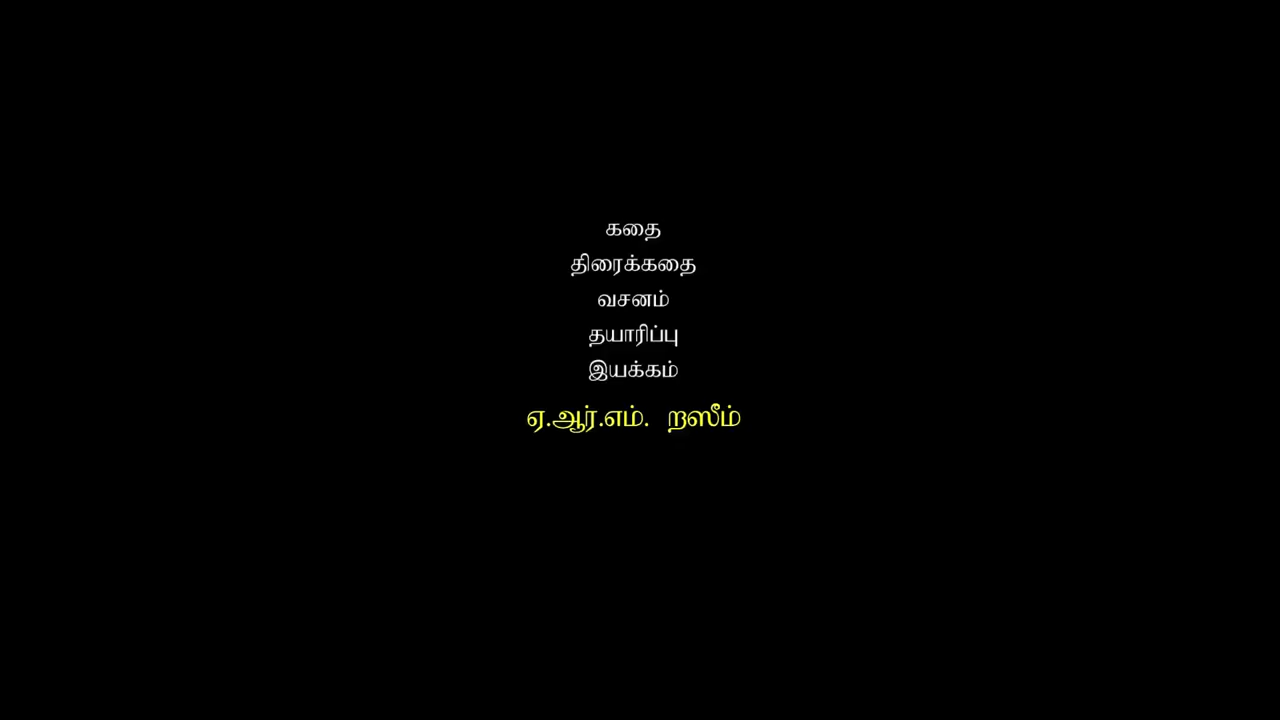 கதை
திரைக்கதை
வசனம்
தயாரிப்பு
இயக்கம்
ஏ.ஆர்.எம். றஸீம்